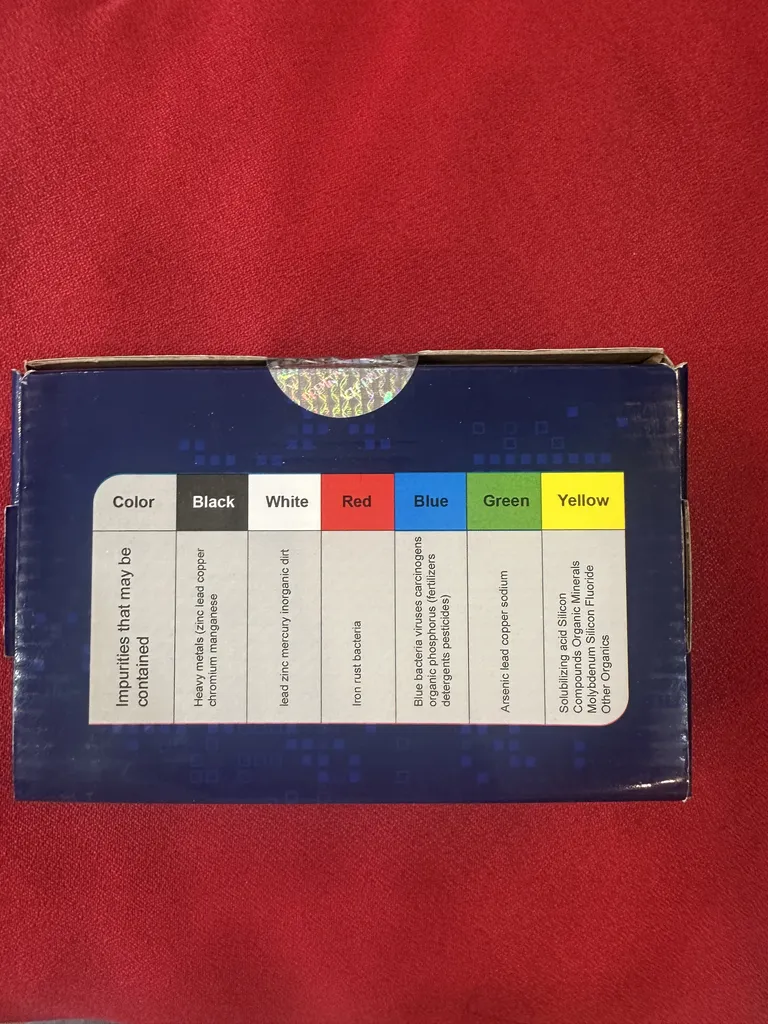 Color
Black
White
Red
Blue
Green
Yellow
Impurities that may be
contained
Heavy metals (zinc lead copper
chromium manganese
lead zinc mercury inorganic dirt
Iron rust bacteria
Blue bacteria viruses carcinogens
organic phosphorus (fertilizers
detergents pesticides)
Arsenic lead copper sodium
Solubilizing acid Silicon
Compounds Organic Minerals
Molybdenum Silicon Fluoride
Other Organics